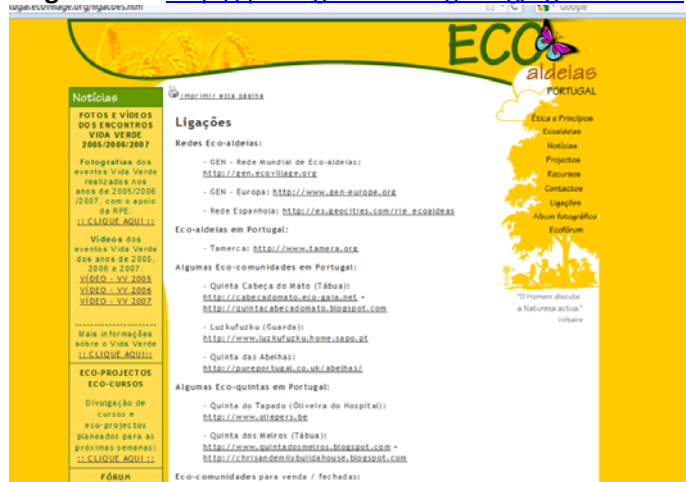 Google
ECO
aldeias
PORTUGAL
Notícias
FOTOS E VÍDEOS
DOS ENCONTROS
VIDA VERDE
2005/2006/2007
Fotografias dos
eventos Vida Verde
realizados nos
anos de 2005/2006
/2007, com o apoio
da RPE:
:: CLIQUE AQUI ::
Vídeos dos
eventos Vida Verde
dos anos de 2005,
2006 e 2007:
VÍDEO - VV 2005
VÍDEO - VV 2006
VÍDEO - VV 2007
Mais informações
sobre o Vida Verde
:: CLIQUE AQUI::
ECO-PROJECTOS
ECO-CURSOS
Divulgação de
cursos e
eco-projectos
planeados para as
próximas semanas:
:: CLIQUE AQUI ::
FÓRUM
imprimir esta página
Ligações
Redes Eco-aldeias:
- GEN - Rede Mundial de Eco-aldeias:
http://gen.ecovillage.org
- GEN - Europa: http://www.gen-europe.org
- Rede Espanhola: http://es.geocities.com/rie_ecoaldeas
Eco-aldeias em Portugal:
- Tamerca: http://www.tamera.org
Algumas Eco-comunidades em Portugal:
- Quinta Cabeça do Mato (Tábua):
http://cabecadomato.eco-gaia.net -
http://quintacabecadomato.blogspot.com
- Luzkufuzku (Guarda):
http://www.luzkufuzku.home.sapo.pt
- Quinta das Abelhas:
http://pureportugal.co.uk/abelhas/
Algumas Eco-quintas em Portugal:
- Quinta do Tapado (Oliveira do Hospital):
http://www.ollepers.be
- Quinta dos Melros (Tábua):
http://www.quintadosmelros.blogspot.com -
http://chrisandemilybuildahouse.blogspot.com
Eco-comunidades para venda / fechadas:
Ética e Princípios
Ecoaldeias
Notícias
Projectos
Recursos
Contactos
Ligações
Album fotográfico
Ecofórum
"O Homem discute
a Natureza actua."
Voltaire